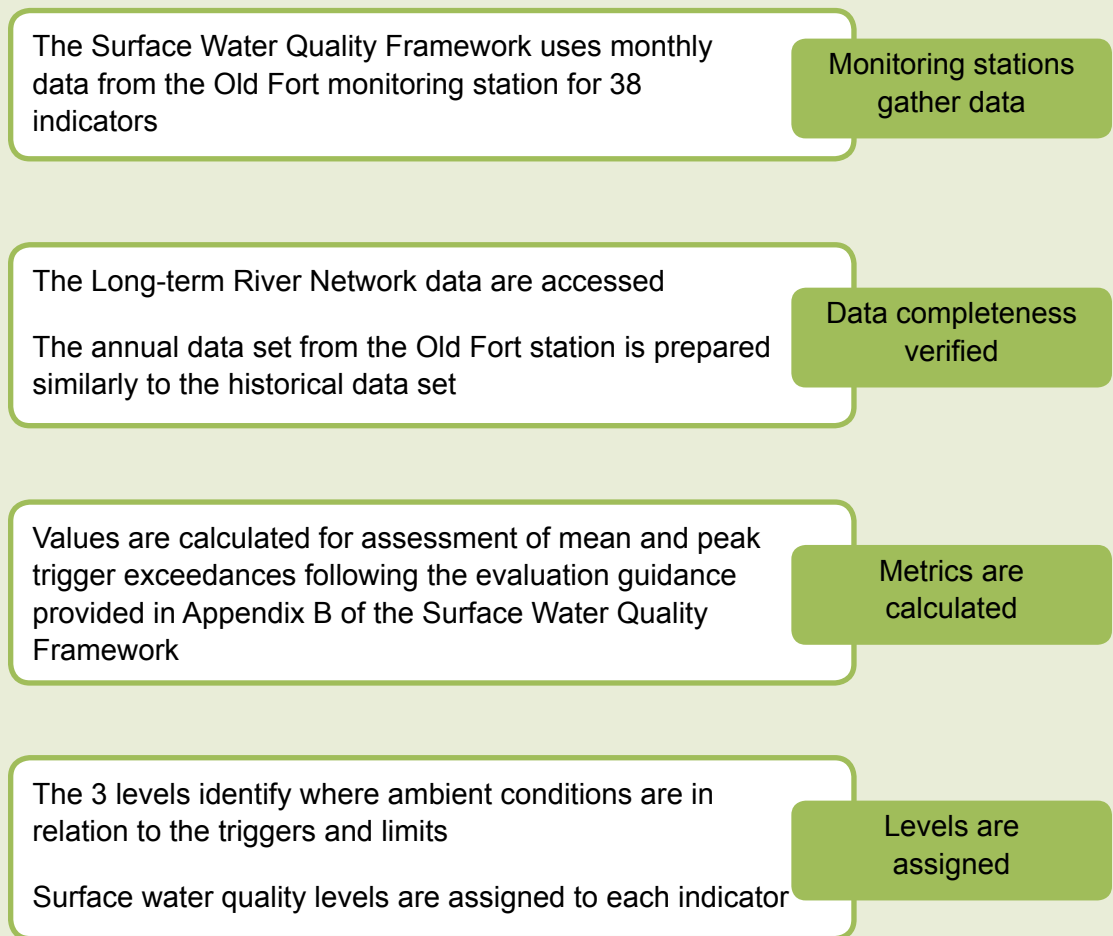 The Surface Water Quality Framework uses monthly
data from the Old Fort monitoring station for 38
indicators
Monitoring stations
gather data
The Long-term River Network data are accessed
The annual data set from the Old Fort station is prepared
similarly to the historical data set
Data completeness
verified
Values are calculated for assessment of mean and peak
trigger exceedances following the evaluation guidance
provided in Appendix B of the Surface Water Quality
Framework
Metrics are
calculated
The 3 levels identify where ambient conditions are in
relation to the triggers and limits
Surface water quality levels are assigned to each indicator
Levels are
assigned